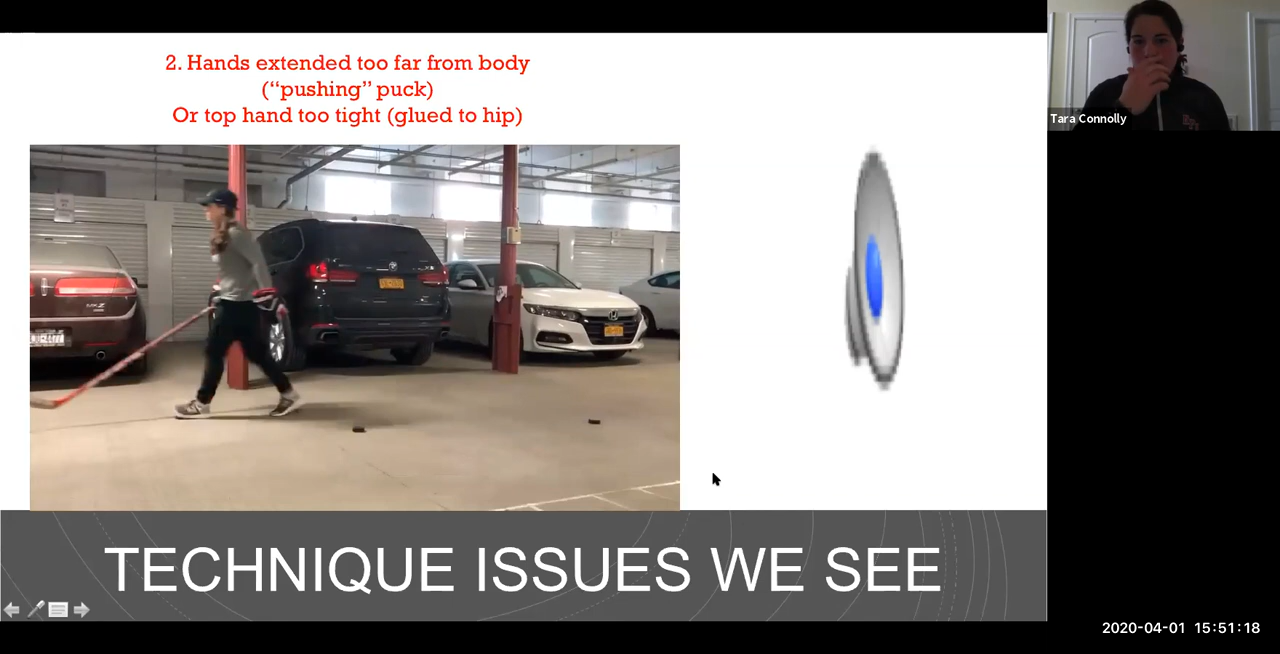 2. Hands extended too far from body
(“pushing” puck)
Or top hand too tight (glued to hip)
Tara Connolly
MKZ
TECHNIQUE ISSUES WE SEE
2020-04-01 15:51:18